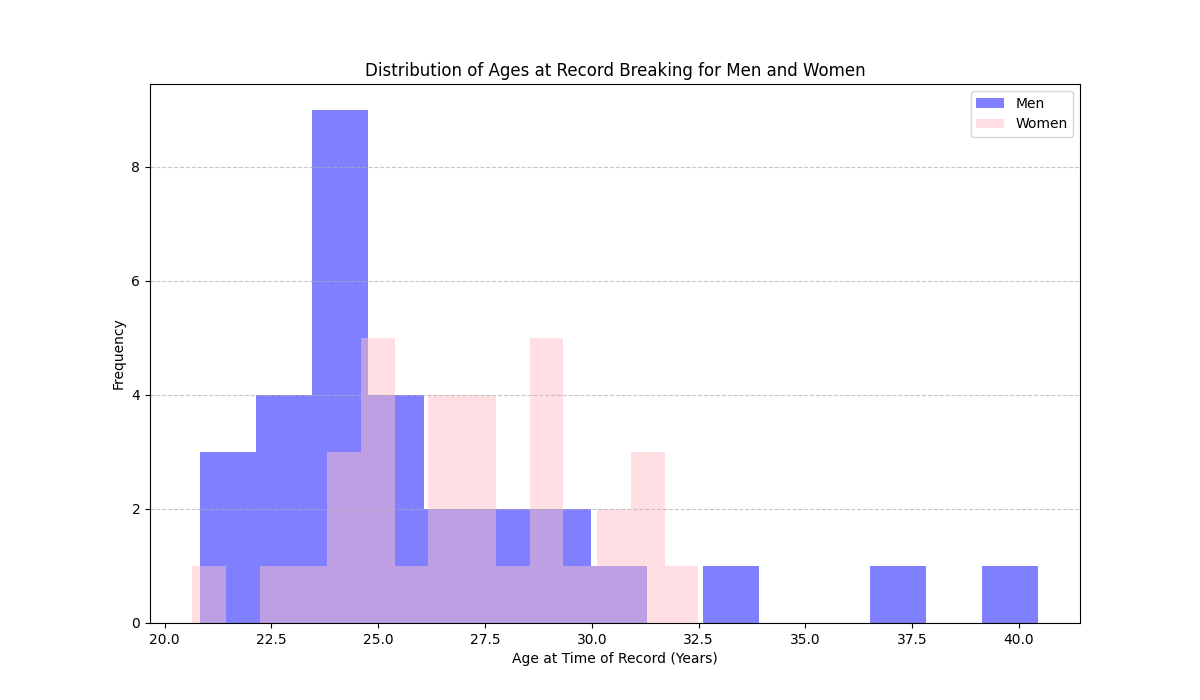 Distribution of Ages at Record Breaking for Men and Women
Men
Women
Frequency
8
6
4
2
0
20.0 22.5 25.0 27.5 30.0 32.5 35.0 37.5 40.0
Age at Time of Record (Years)